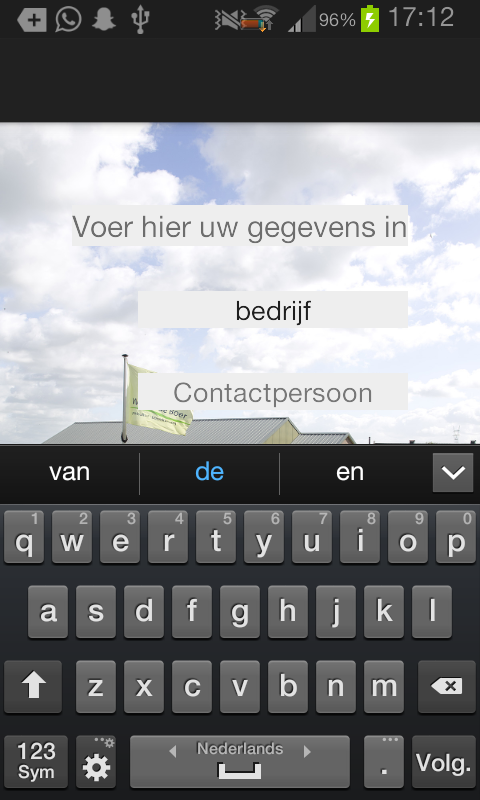 96% 17:12
Voer hier uw gegevens in
bedrijf
Contactpersoon
van de en
1 2 3 4 5 6 7 8 9 0
q w e r t y u i o p
a s d f g h j k l
z x c v b n m
123 Nederlands . Volg.
Sym